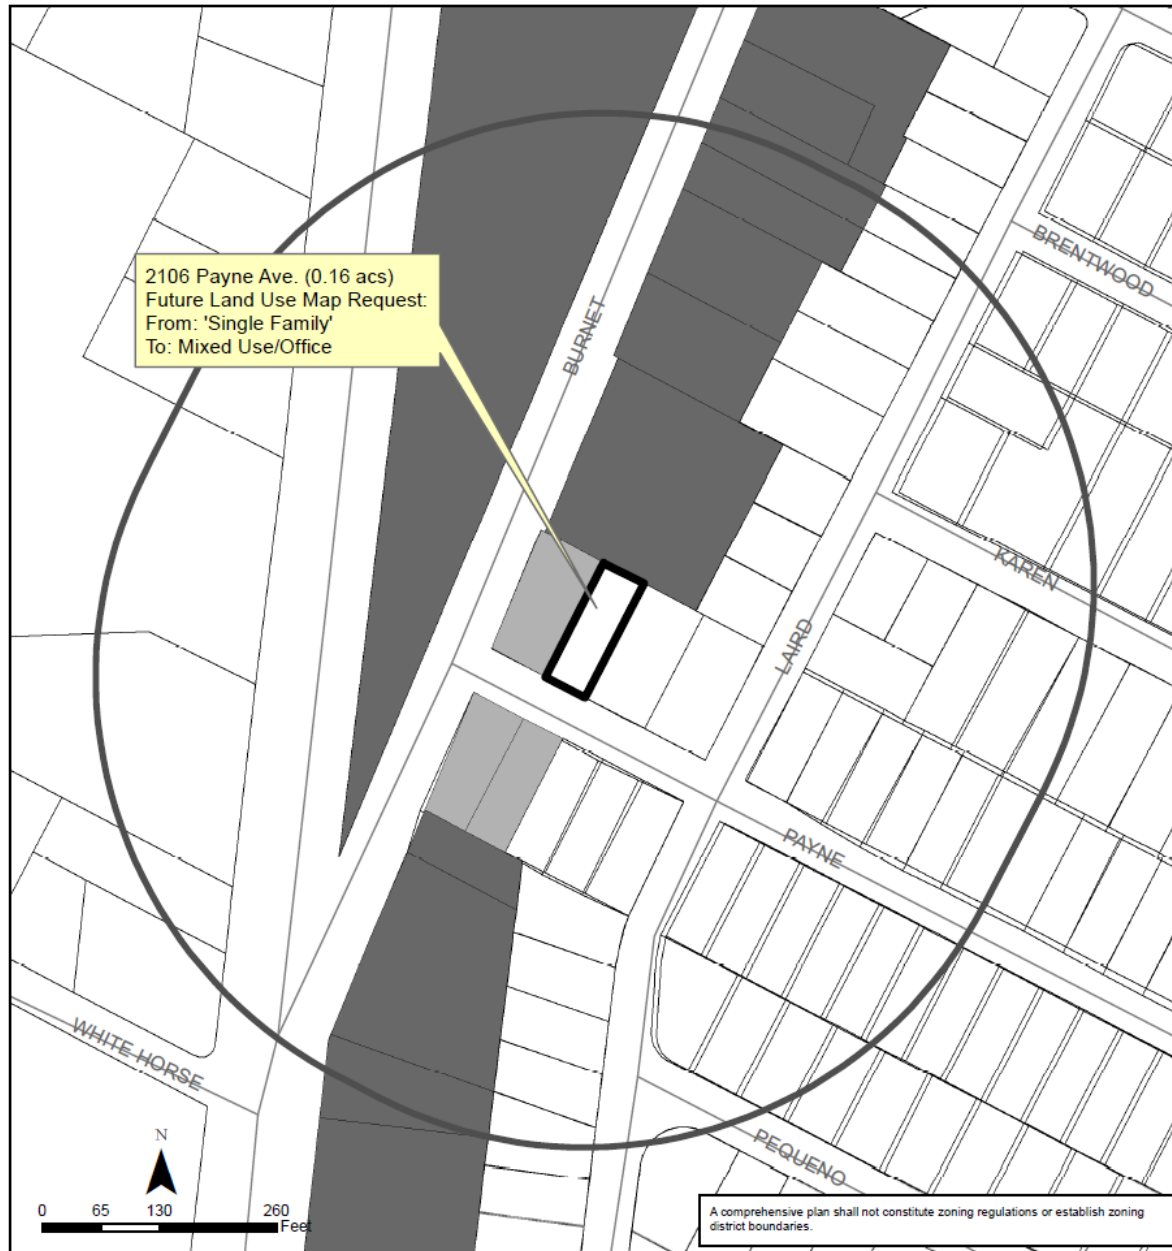 2106 Payne Ave. (0.16 acs)
Future Land Use Map Request:
From: 'Single Family'
To: Mixed Use/Office
BURNET
BRENTWOOD
KAREN
LAIRD
PAYNE
WHITE HORSE
PEQUENO
N
0 65 130 260
Feet
A comprehensive plan shall not constitute zoning regulations or establish zoning
district boundaries.